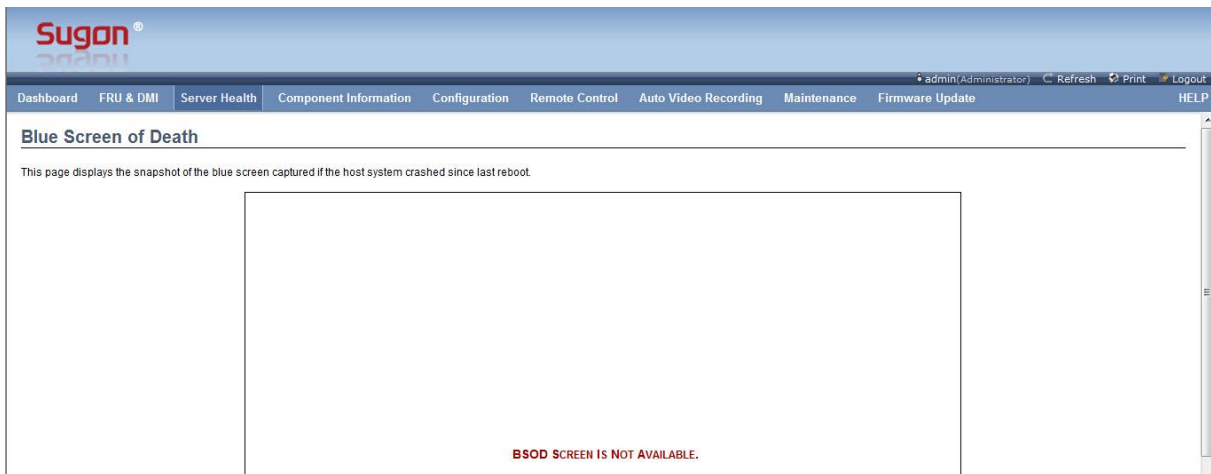 Sugon®
admin(Administrator) Refresh Print Logout
Dashboard FRU & DMI Server Health Component Information Configuration Remote Control Auto Video Recording Maintenance Firmware Update HELP
Blue Screen of Death
This page displays the snapshot of the blue screen captured if the host system crashed since last reboot.
BSOD SCREEN IS NOT AVAILABLE.